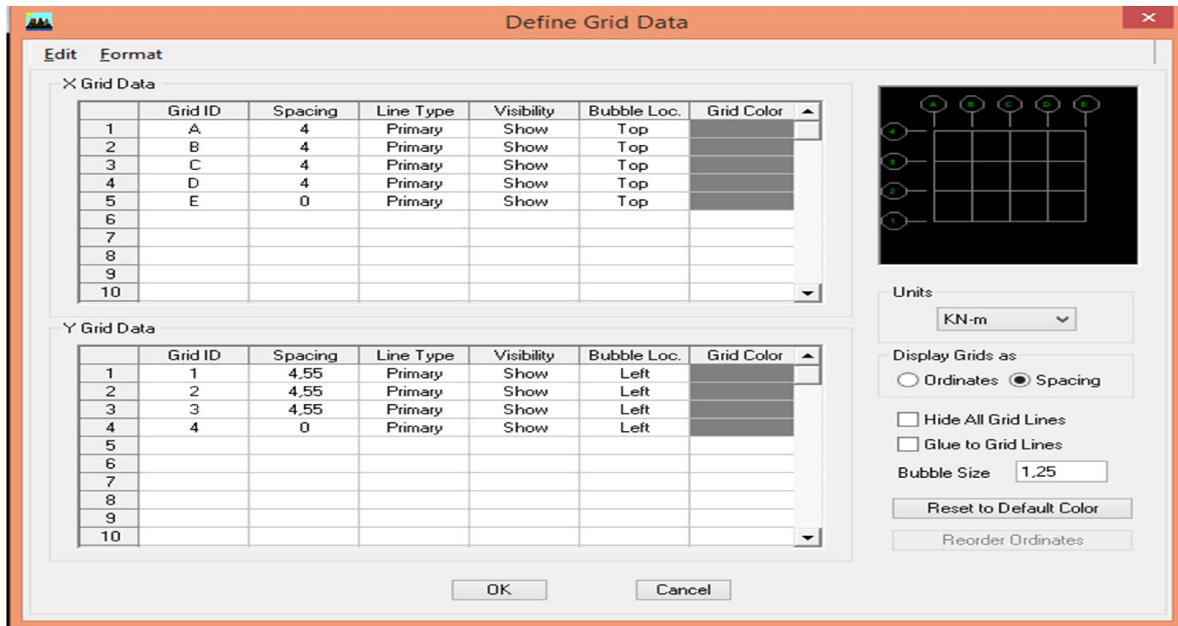 Define Grid Data
Edit Format
X Grid Data
Grid ID Spacing Line Type Visibility Bubble Loc. Grid Color
1 A 4 Primary Show Top
2 B 4 Primary Show Top
3 C 4 Primary Show Top
4 D 4 Primary Show Top
5 E 0 Primary Show Top
6
7
8
9
10
A B C D E
4
3
2
1
Units
KN-m
Y Grid Data
Grid ID Spacing Line Type Visibility Bubble Loc. Grid Color
1 1 4,55 Primary Show Left
2 2 4,55 Primary Show Left
3 3 4,55 Primary Show Left
4 4 0 Primary Show Left
5
6
7
8
9
10
Display Grids as
Ordinates Spacing
Hide All Grid Lines
Glue to Grid Lines
Bubble Size 1,25
Reset to Default Color
Reorder Ordinates
OK Cancel